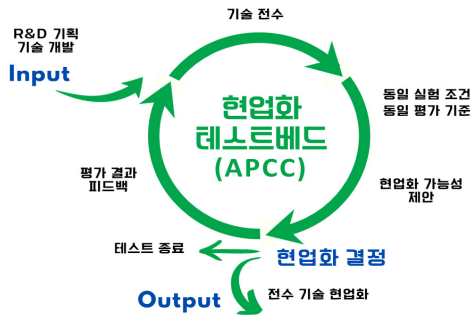 기술 전수
R&D 기획
기술 개발
Input
동일 실험 조건
동일 평가 기준
현업화
테스트베드
(APCC)
평가 결과
피드백
현업화 가능성
제안
테스트 종료
현업화 결정
Output
전수 기술 현업화